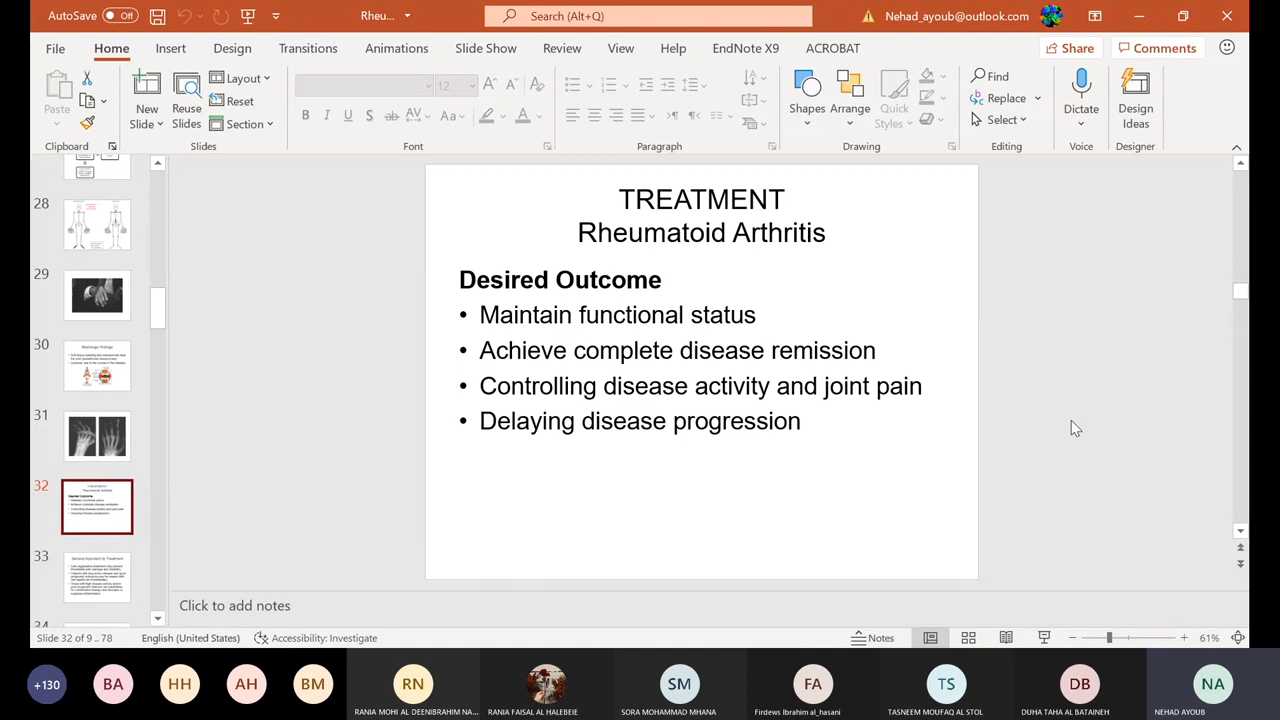 AutoSave Off Rheu... Search (Alt+Q) Nehad_ayoub@outlook.com
File Home Insert Design Transitions Animations Slide Show Review View Help EndNote X9 ACROBAT Share Comments
Paste New Slide Reuse Slides Layout Reset Section 12 Shapes Arrange Quick Styles Find Replace Select Dictate Design Ideas
Clipboard Slides Font Paragraph Drawing Editing Voice Designer
28
29
30
31
32
33
34
TREATMENT
Rheumatoid Arthritis
Desired Outcome
• Maintain functional status
• Achieve complete disease remission
• Controlling disease activity and joint pain
• Delaying disease progression
Click to add notes
Slide 32 of 9 .. 78 English (United States) Accessibility: Investigate Notes 61%
+130 BA HH AH BM RN SM FA TS DB NA
RANIA MOHI AL DEENIBRAHIM NA... RANIA FAISAL AL HALEBEIE SORA MOHAMMAD MHANA Firdews Ibrahim al_hasani TASNEEM MOUFAQ AL STOL DUHA TAHA AL BATAINEH NEHAD AYOUB